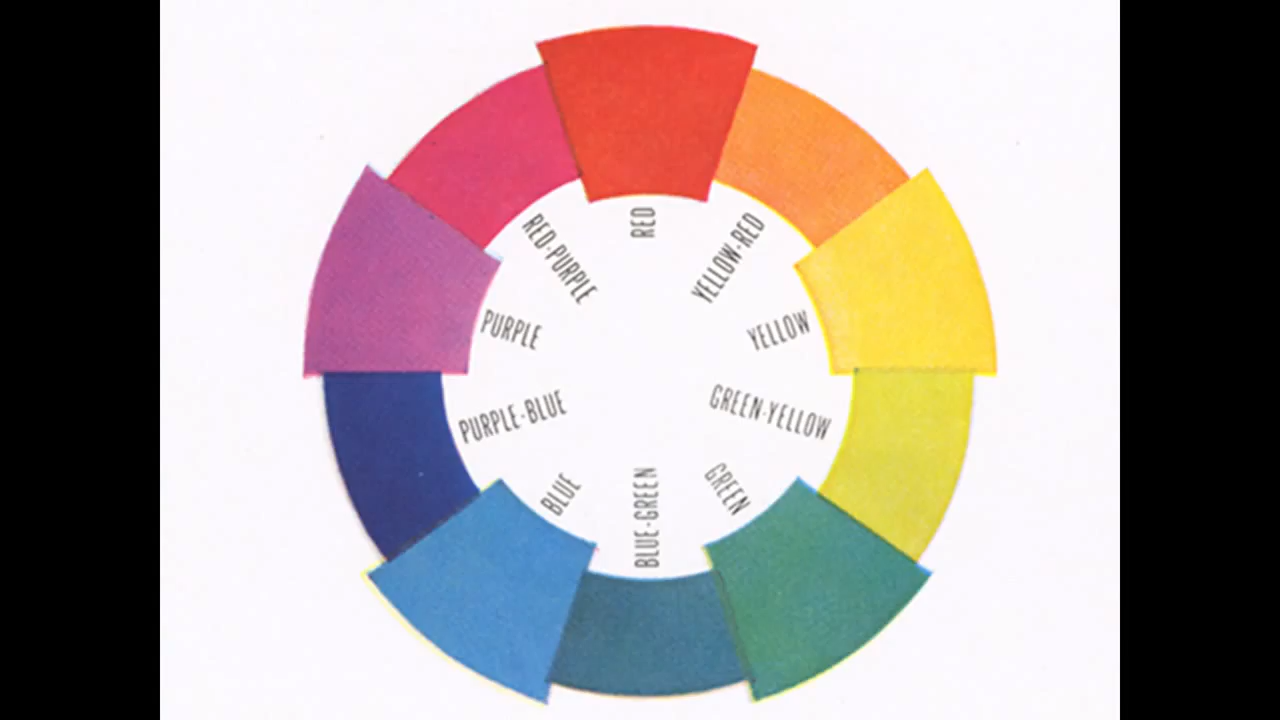 RED
YELLOW-RED
YELLOW
GREEN-YELLOW
GREEN
BLUE-GREEN
BLUE
PURPLE-BLUE
PURPLE
RED-PURPLE